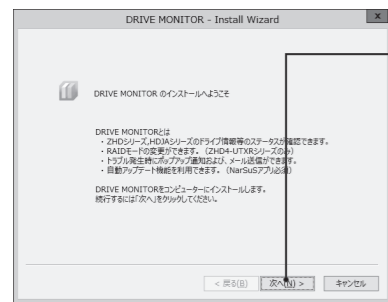 DRIVE MONITOR - Install Wizard
x
DRIVE MONITOR のインストールへようこそ
DRIVE MONITORとは
・ZHDシリーズ,HDJAシリーズのドライブ情報等のステータスが確認できます。
・RAIDモードの変更ができます。(ZHD4-UTXRシリーズのみ)
・トラブル発生時にポップアップ通知および、メール送信ができます。
・自動アップデート機能を利用できます。(NarSuSアプリ必須)
DRIVE MONITORをコンピューターにインストールします。
続行するには「次へ」をクリックしてください。
< 戻る(B)
次へ(N) >
キャンセル